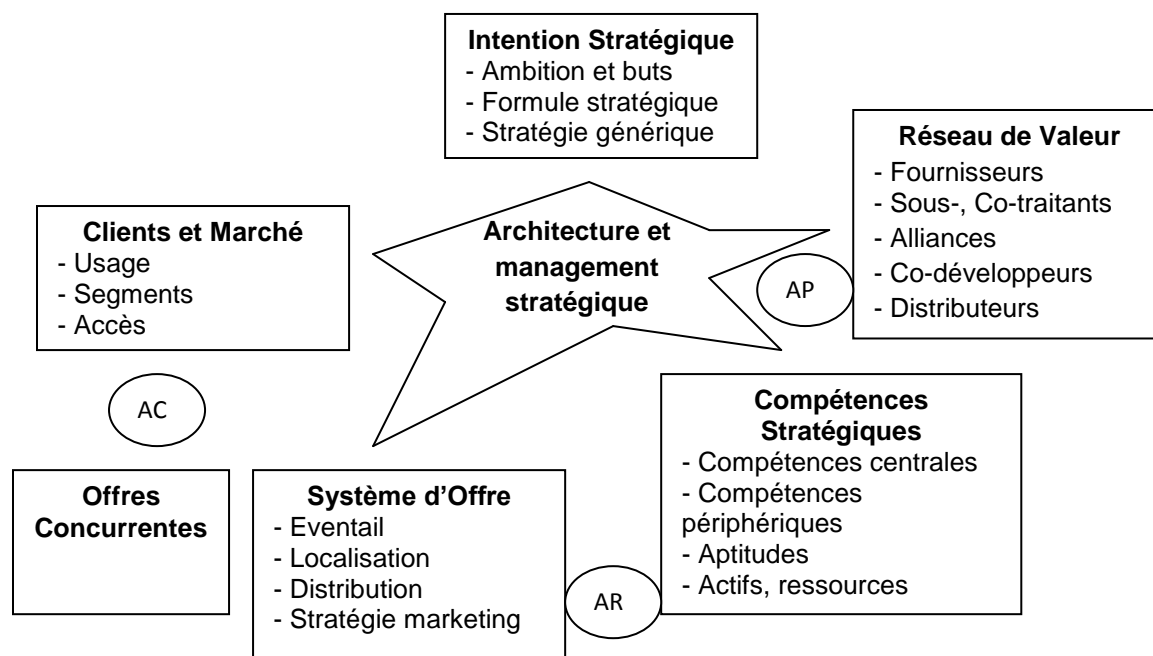 Intention Stratégique
- Ambition et buts
- Formule stratégique
- Stratégie générique
Réseau de Valeur
- Fournisseurs
- Sous-, Co-traitants
- Alliances
- Co-développeurs
- Distributeurs
Clients et Marché
- Usage
- Segments
- Accès
Architecture et
management
stratégique
AP
AC
Compétences
Stratégiques
- Compétences centrales
- Compétences
périphériques
- Aptitudes
- Actifs, ressources
Offres
Concurrentes
Système d’Offre
- Eventail
- Localisation
- Distribution
- Stratégie marketing
AR